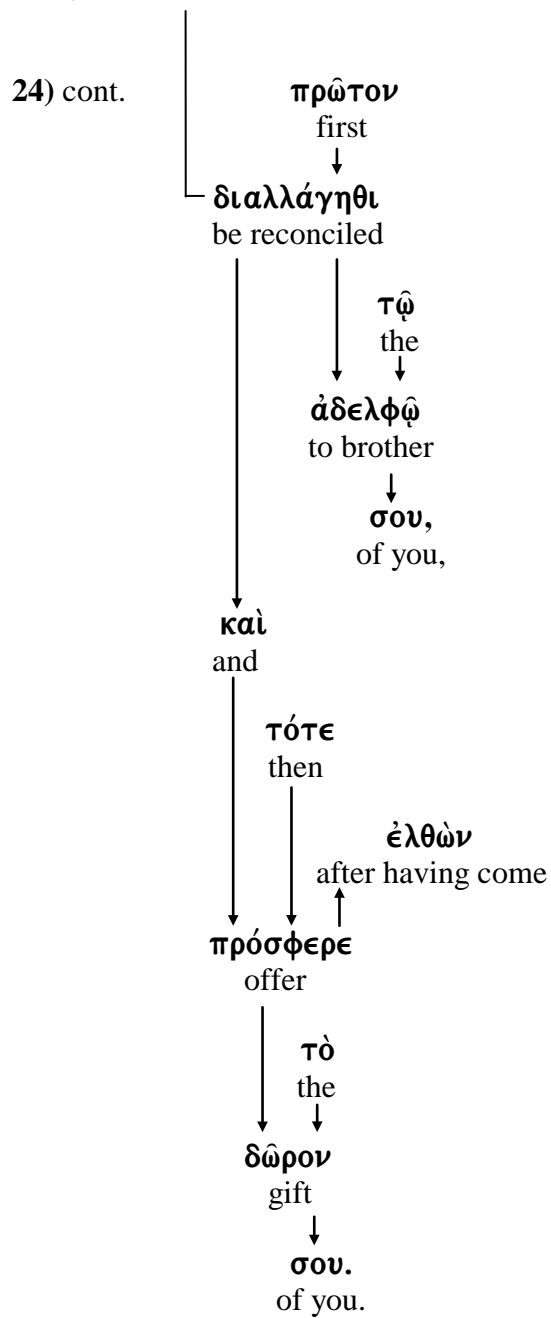 24) cont.
πρῶτον
first
διαλλάγηθι
be reconciled
τῷ
the
ἀδελφῷ
to brother
σου,
of you,
καὶ
and
τότε
then
ἐλθὼν
after having come
πρόσφερε
offer
τὸ
the
δῶρον
gift
σου.
of you.